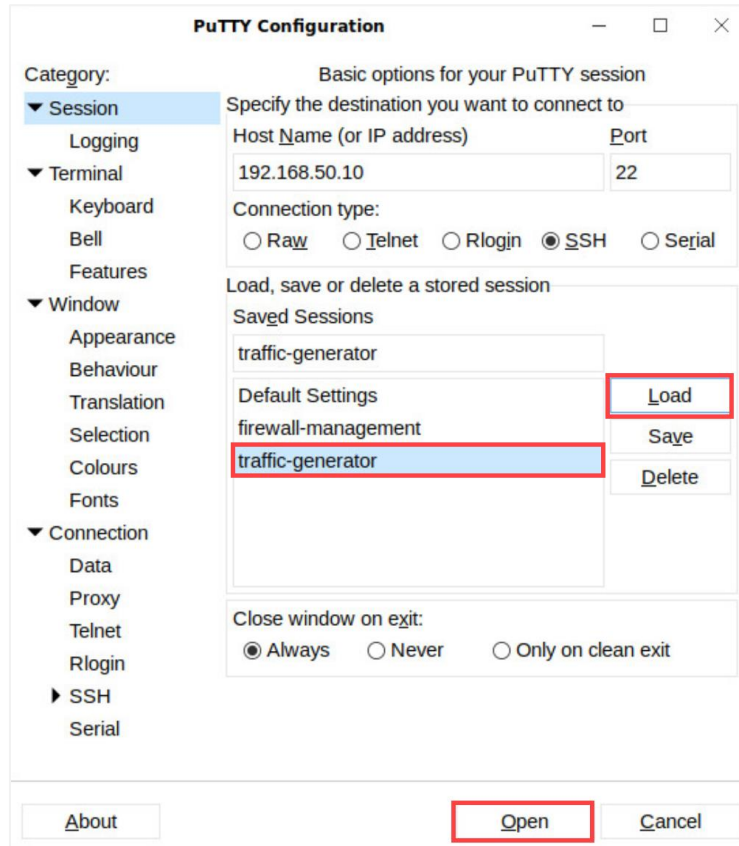 PuTTY Configuration
Category:
Session
Logging
Terminal
Keyboard
Bell
Features
Window
Appearance
Behaviour
Translation
Selection
Colours
Fonts
Connection
Data
Proxy
Telnet
Rlogin
SSH
Serial
Basic options for your PuTTY session
Specify the destination you want to connect to
Host Name (or IP address) Port
192.168.50.10 22
Connection type:
Raw Telnet Rlogin SSH Serial
Load, save or delete a stored session
Saved Sessions
traffic-generator
Default Settings Load
firewall-management Save
traffic-generator Delete
Close window on exit:
Always Never Only on clean exit
About Open Cancel